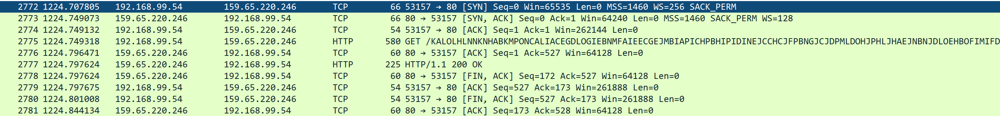 2772 1224.707805 192.168.99.54 159.65.220.246 TCP 66 53157 → 80 [SYN] Seq=0 Win=65535 Len=0 MSS=1460 WS=256 SACK_PERM
2773 1224.749073 159.65.220.246 192.168.99.54 TCP 66 80 → 53157 [SYN, ACK] Seq=0 Ack=1 Win=64240 Len=0 MSS=1460 SACK_PERM WS=128
2774 1224.749132 192.168.99.54 159.65.220.246 TCP 54 53157 → 80 [ACK] Seq=1 Ack=1 Win=262144 Len=0
2775 1224.749318 192.168.99.54 159.65.220.246 HTTP 580 GET /KALOLHLNNKNHABKMPONCALIACEGDLOGIEBNMFAIEECGEJMBIAPICHPBHIPIDINEJCCHCJFPBNGJCJDPMLDOHJPHLJHAEJNBNJDLOEHBOFIMIFD
2776 1224.796471 159.65.220.246 192.168.99.54 TCP 60 80 → 53157 [ACK] Seq=1 Ack=527 Win=64128 Len=0
2777 1224.797624 159.65.220.246 192.168.99.54 HTTP 225 HTTP/1.1 200 OK
2778 1224.797624 159.65.220.246 192.168.99.54 TCP 60 80 → 53157 [FIN, ACK] Seq=172 Ack=527 Win=64128 Len=0
2779 1224.797675 192.168.99.54 159.65.220.246 TCP 54 53157 → 80 [ACK] Seq=527 Ack=173 Win=261888 Len=0
2780 1224.801008 192.168.99.54 159.65.220.246 TCP 54 53157 → 80 [FIN, ACK] Seq=527 Ack=173 Win=261888 Len=0
2781 1224.844134 159.65.220.246 192.168.99.54 TCP 60 80 → 53157 [ACK] Seq=173 Ack=528 Win=64128 Len=0